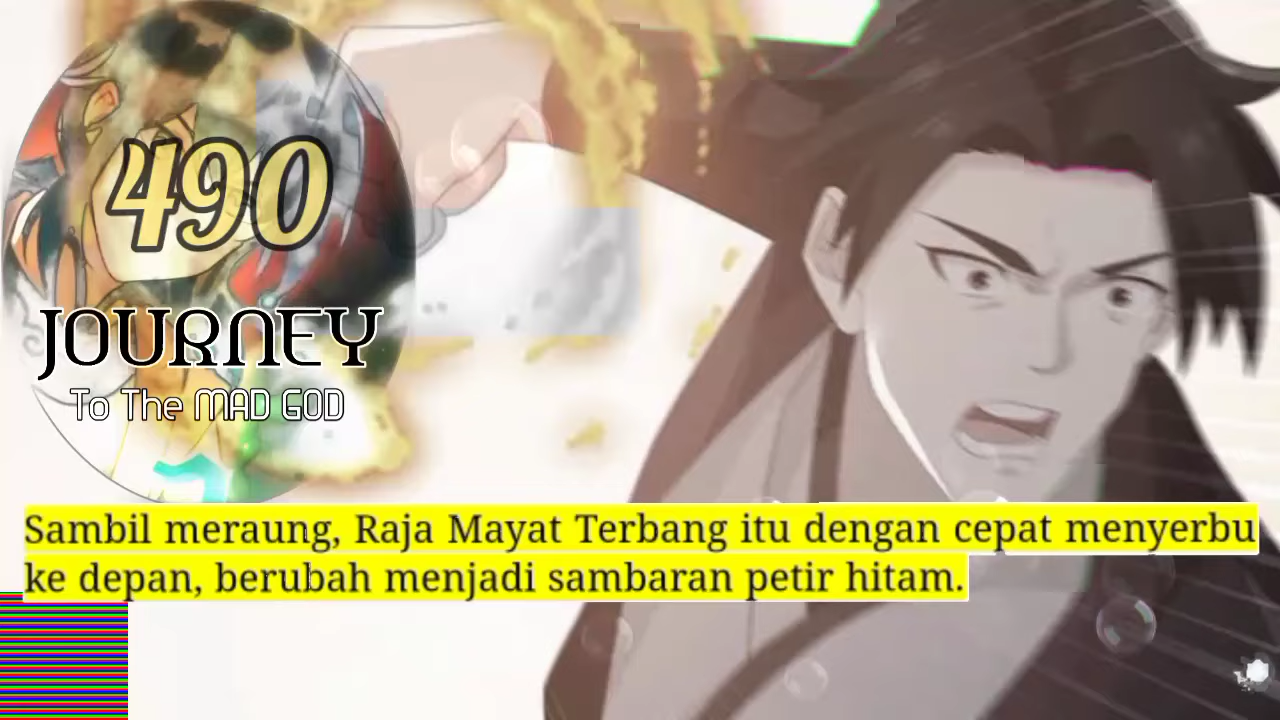 490
JOURNEY
To The MAD GOD
Sambil meraung, Raja Mayat Terbang itu dengan cepat menyerbu
ke depan, berubah menjadi sambaran petir hitam.